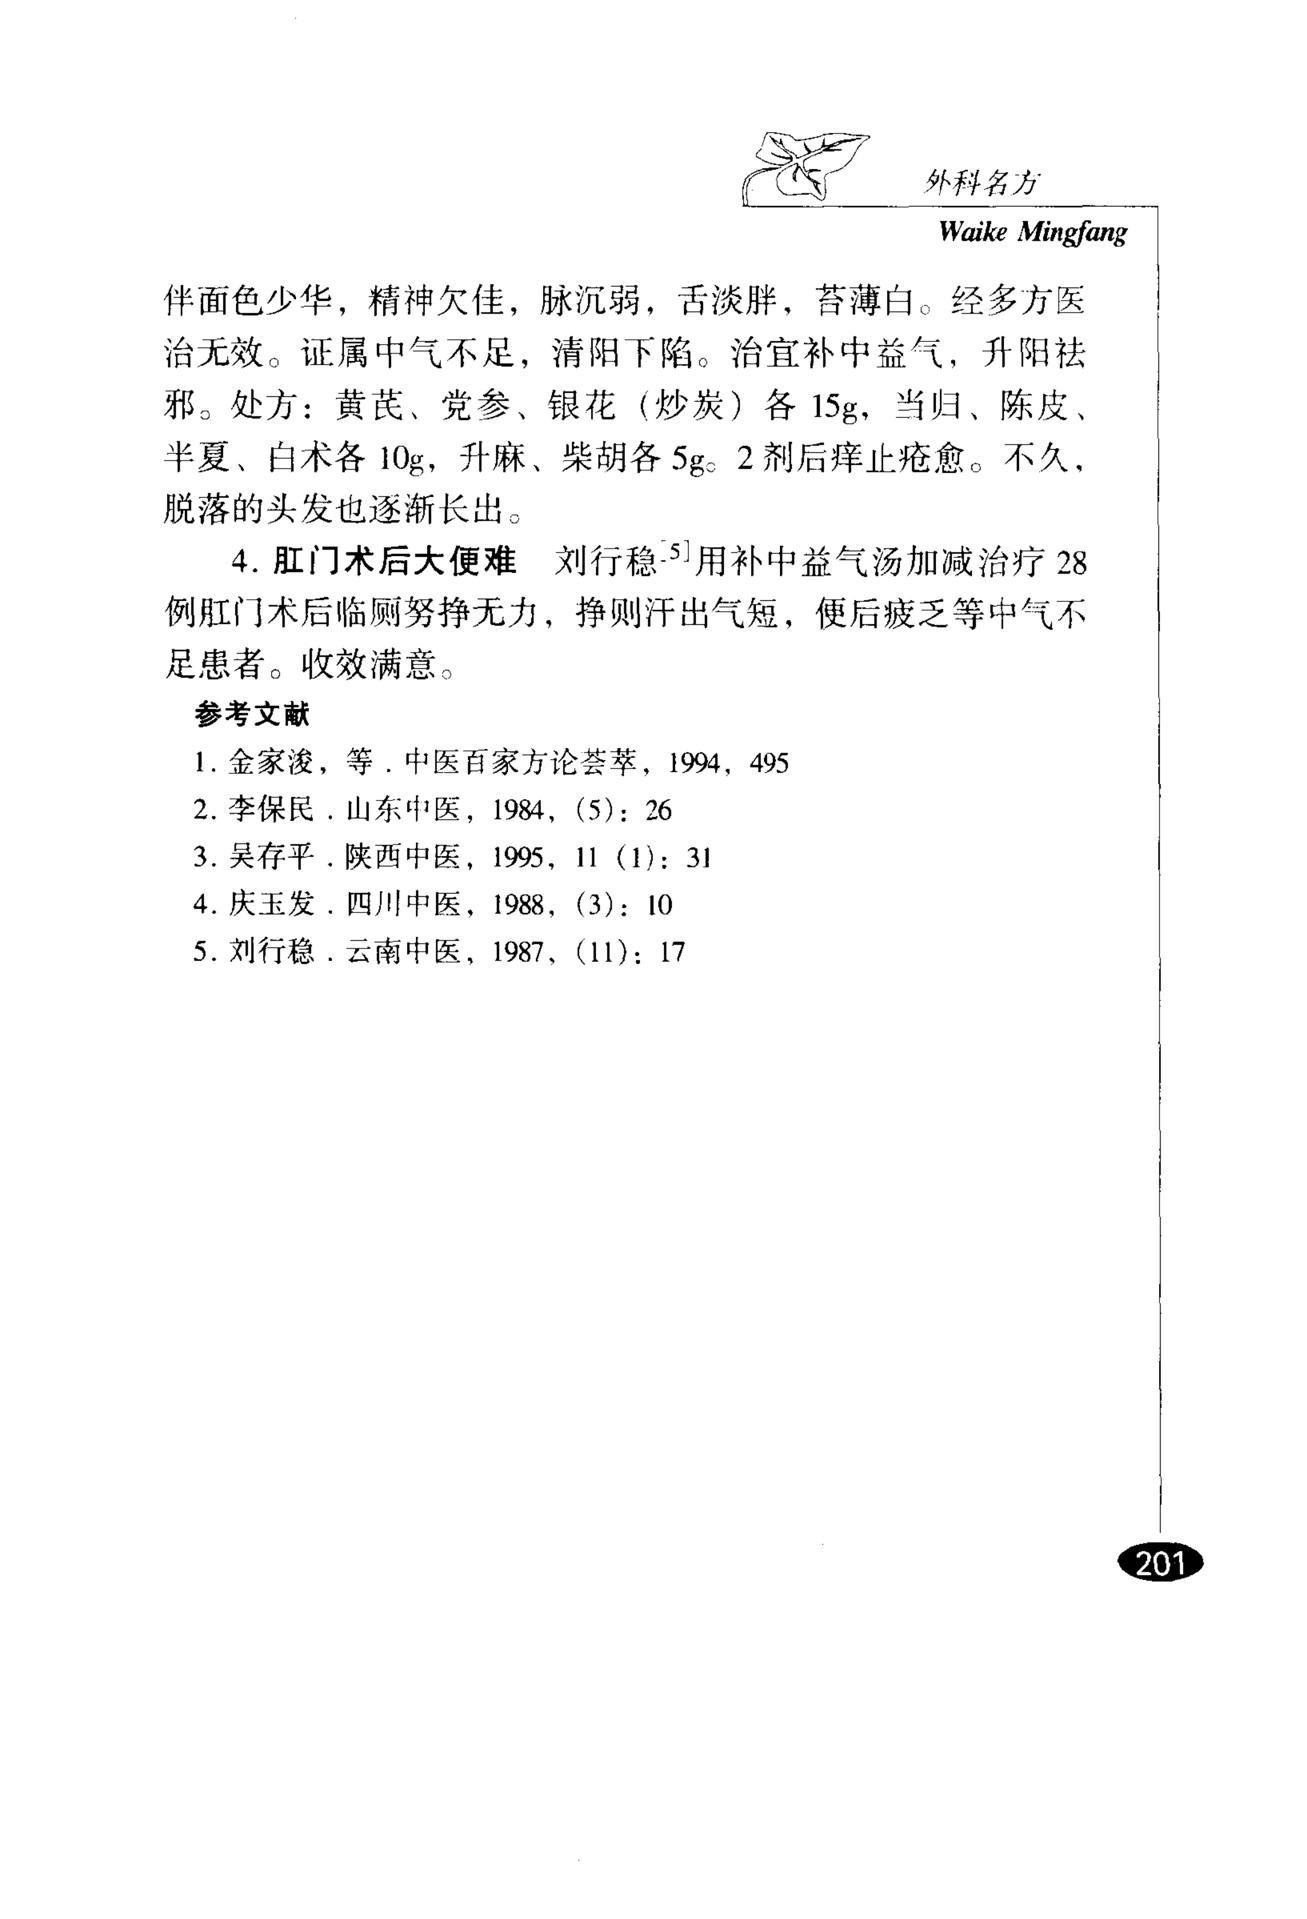 外科名方
Waike Mingfang
伴面色少华，精神欠佳，脉沉弱，舌淡胖，苔薄白。经多方医
治无效。证属中气不足，清阳下陷。治宜补中益气，升阳祛
邪。处方：黄芪、党参、银花（炒炭）各 15g，当归、陈皮、
半夏、白术各 10g，升麻、柴胡各 5g。2 剂后痒止疮愈。不久，
脱落的头发也逐渐长出。
4. 肛门术后大便难　刘行稳[5]用补中益气汤加减治疗 28
例肛门术后临厕努挣无力，挣则汗出气短，便后疲乏等中气不
足患者。收效满意。
参考文献
1. 金家浚，等．中医百家方论荟萃，1994，495
2. 李保民．山东中医，1984，(5)：26
3. 吴存平．陕西中医，1995，11 (1)：31
4. 庆玉发．四川中医，1988，(3)：10
5. 刘行稳．云南中医，1987，(11)：17
201